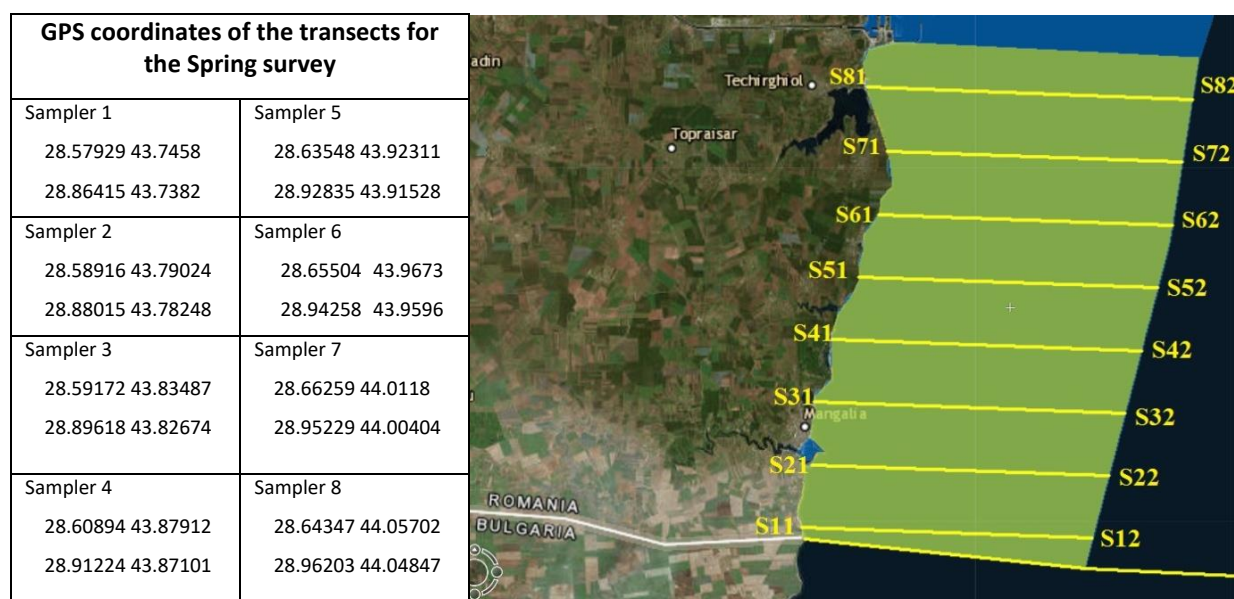 GPS coordinates of the transects for
the Spring survey
Sampler 1
28.57929 43.7458
28.86415 43.7382
Sampler 5
28.63548 43.92311
28.92835 43.91528
Sampler 2
28.58916 43.79024
28.88015 43.78248
Sampler 6
28.65504 43.9673
28.94258 43.9596
Sampler 3
28.59172 43.83487
28.89618 43.82674
Sampler 7
28.66259 44.0118
28.95229 44.00404
Sampler 4
28.60894 43.87912
28.91224 43.87101
Sampler 8
28.64347 44.05702
28.96203 44.04847
adin
Techirghiol
S81
S82
Topraisar
S71
S72
S61
S62
S51
S52
S41
S42
S31
S32
Mangalia
S21
S22
ROMANIA
BULGARIA
S11
S12